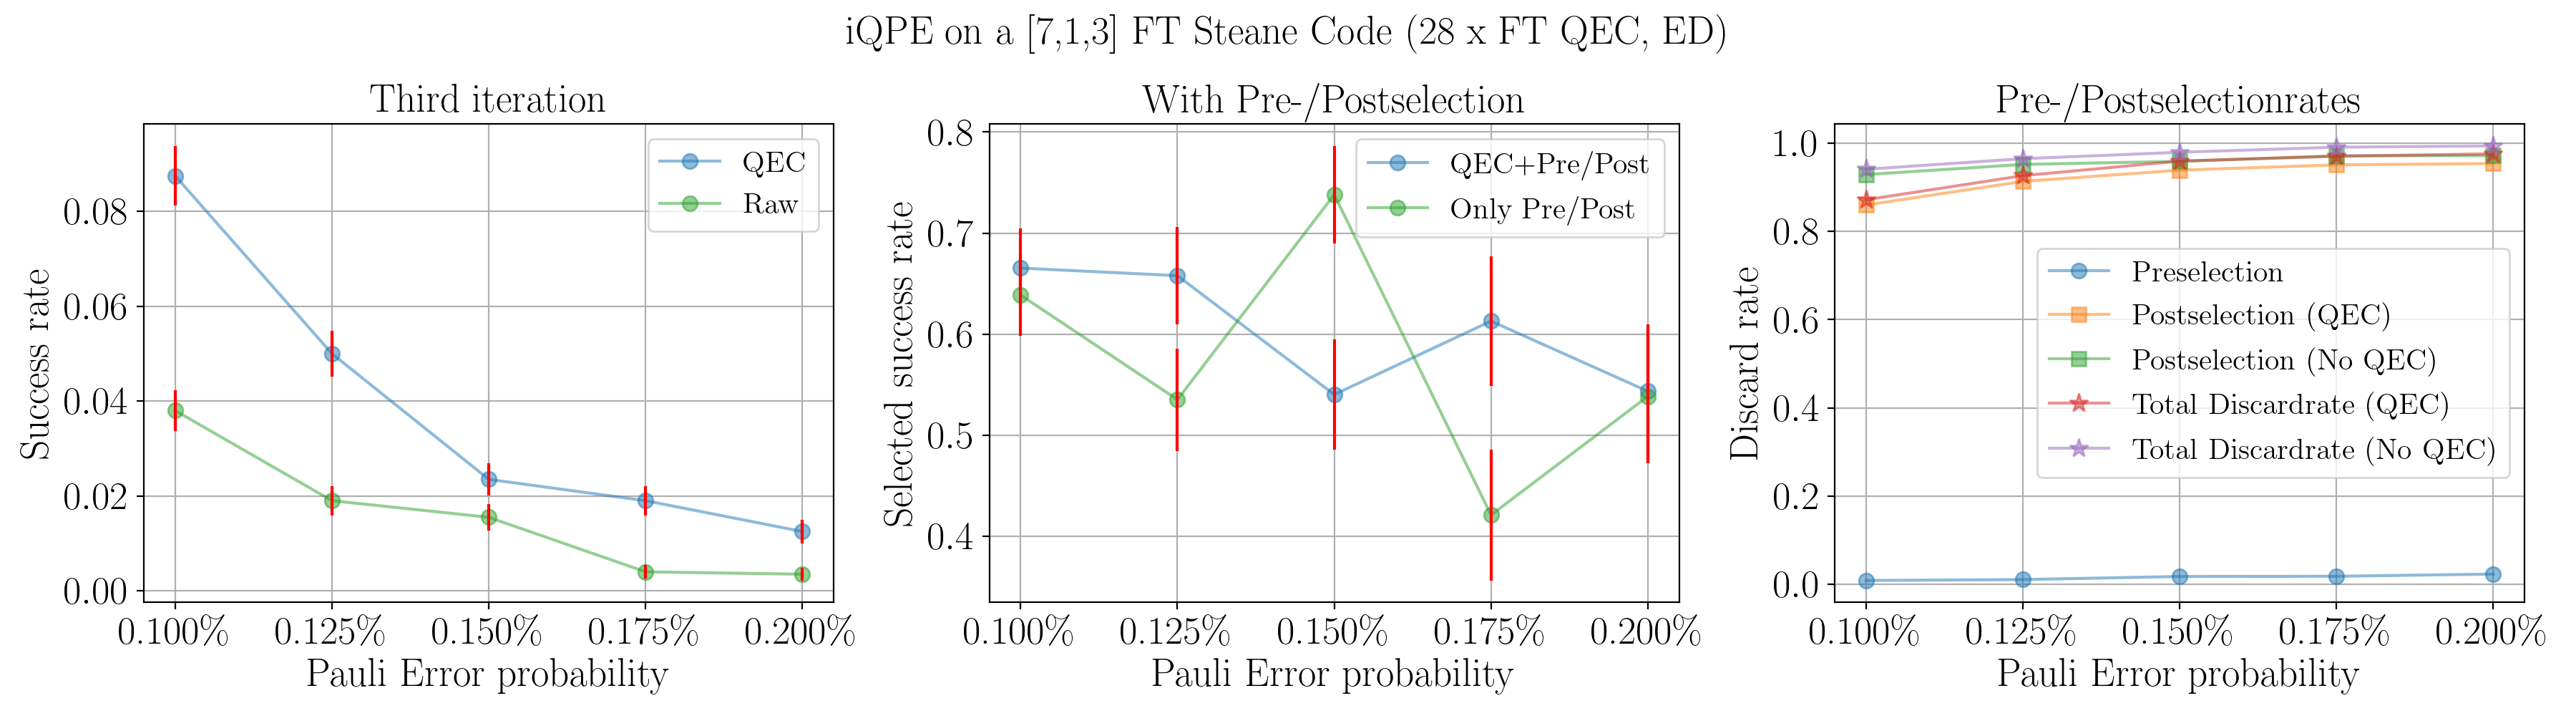 iQPE on a [7,1,3] FT Steane Code (28 x FT QEC, ED)
Third iteration
Success rate
0.08
0.06
0.04
0.02
0.00
QEC
Raw
0.100% 0.125% 0.150% 0.175% 0.200%
Pauli Error probability
With Pre-/Postselection
Selected success rate
0.8
0.7
0.6
0.5
0.4
QEC+Pre/Post
Only Pre/Post
0.100% 0.125% 0.150% 0.175% 0.200%
Pauli Error probability
Pre-/Postselectionrates
Discard rate
1.0
0.8
0.6
0.4
0.2
0.0
Preselection
Postselection (QEC)
Postselection (No QEC)
Total Discardrate (QEC)
Total Discardrate (No QEC)
0.100% 0.125% 0.150% 0.175% 0.200%
Pauli Error probability